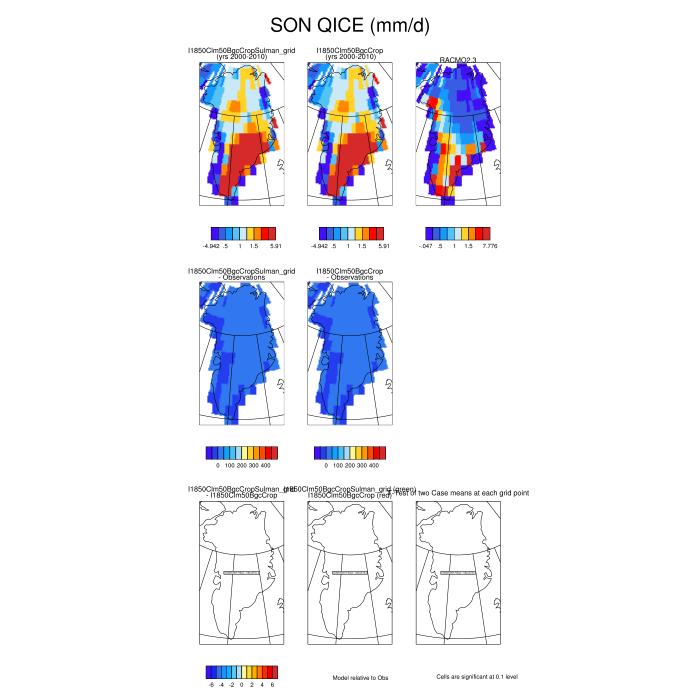 SON QICE (mm/d)
I1850Clm50BgcCropSulman_grid
(yrs 2000-2010)
I1850Clm50BgcCrop
(yrs 2000-2010)
RACMO2.3
-4.942 .5 1 1.5 5.91
-4.942 .5 1 1.5 5.91
-.047 .5 1 1.5 7.776
I1850Clm50BgcCropSulman_grid
- Observations
I1850Clm50BgcCrop
- Observations
0 100 200 300 400
0 100 200 300 400
I1850Clm50BgcCropSulman_grid
- I1850Clm50BgcCrop
I1850Clm50BgcCropSulman_grid (green)
I1850Clm50BgcCrop (red)
Test of two Case means at each grid point
-6 -4 -2 0 2 4 6
Model relative to Obs
Cells are significant at 0.1 level